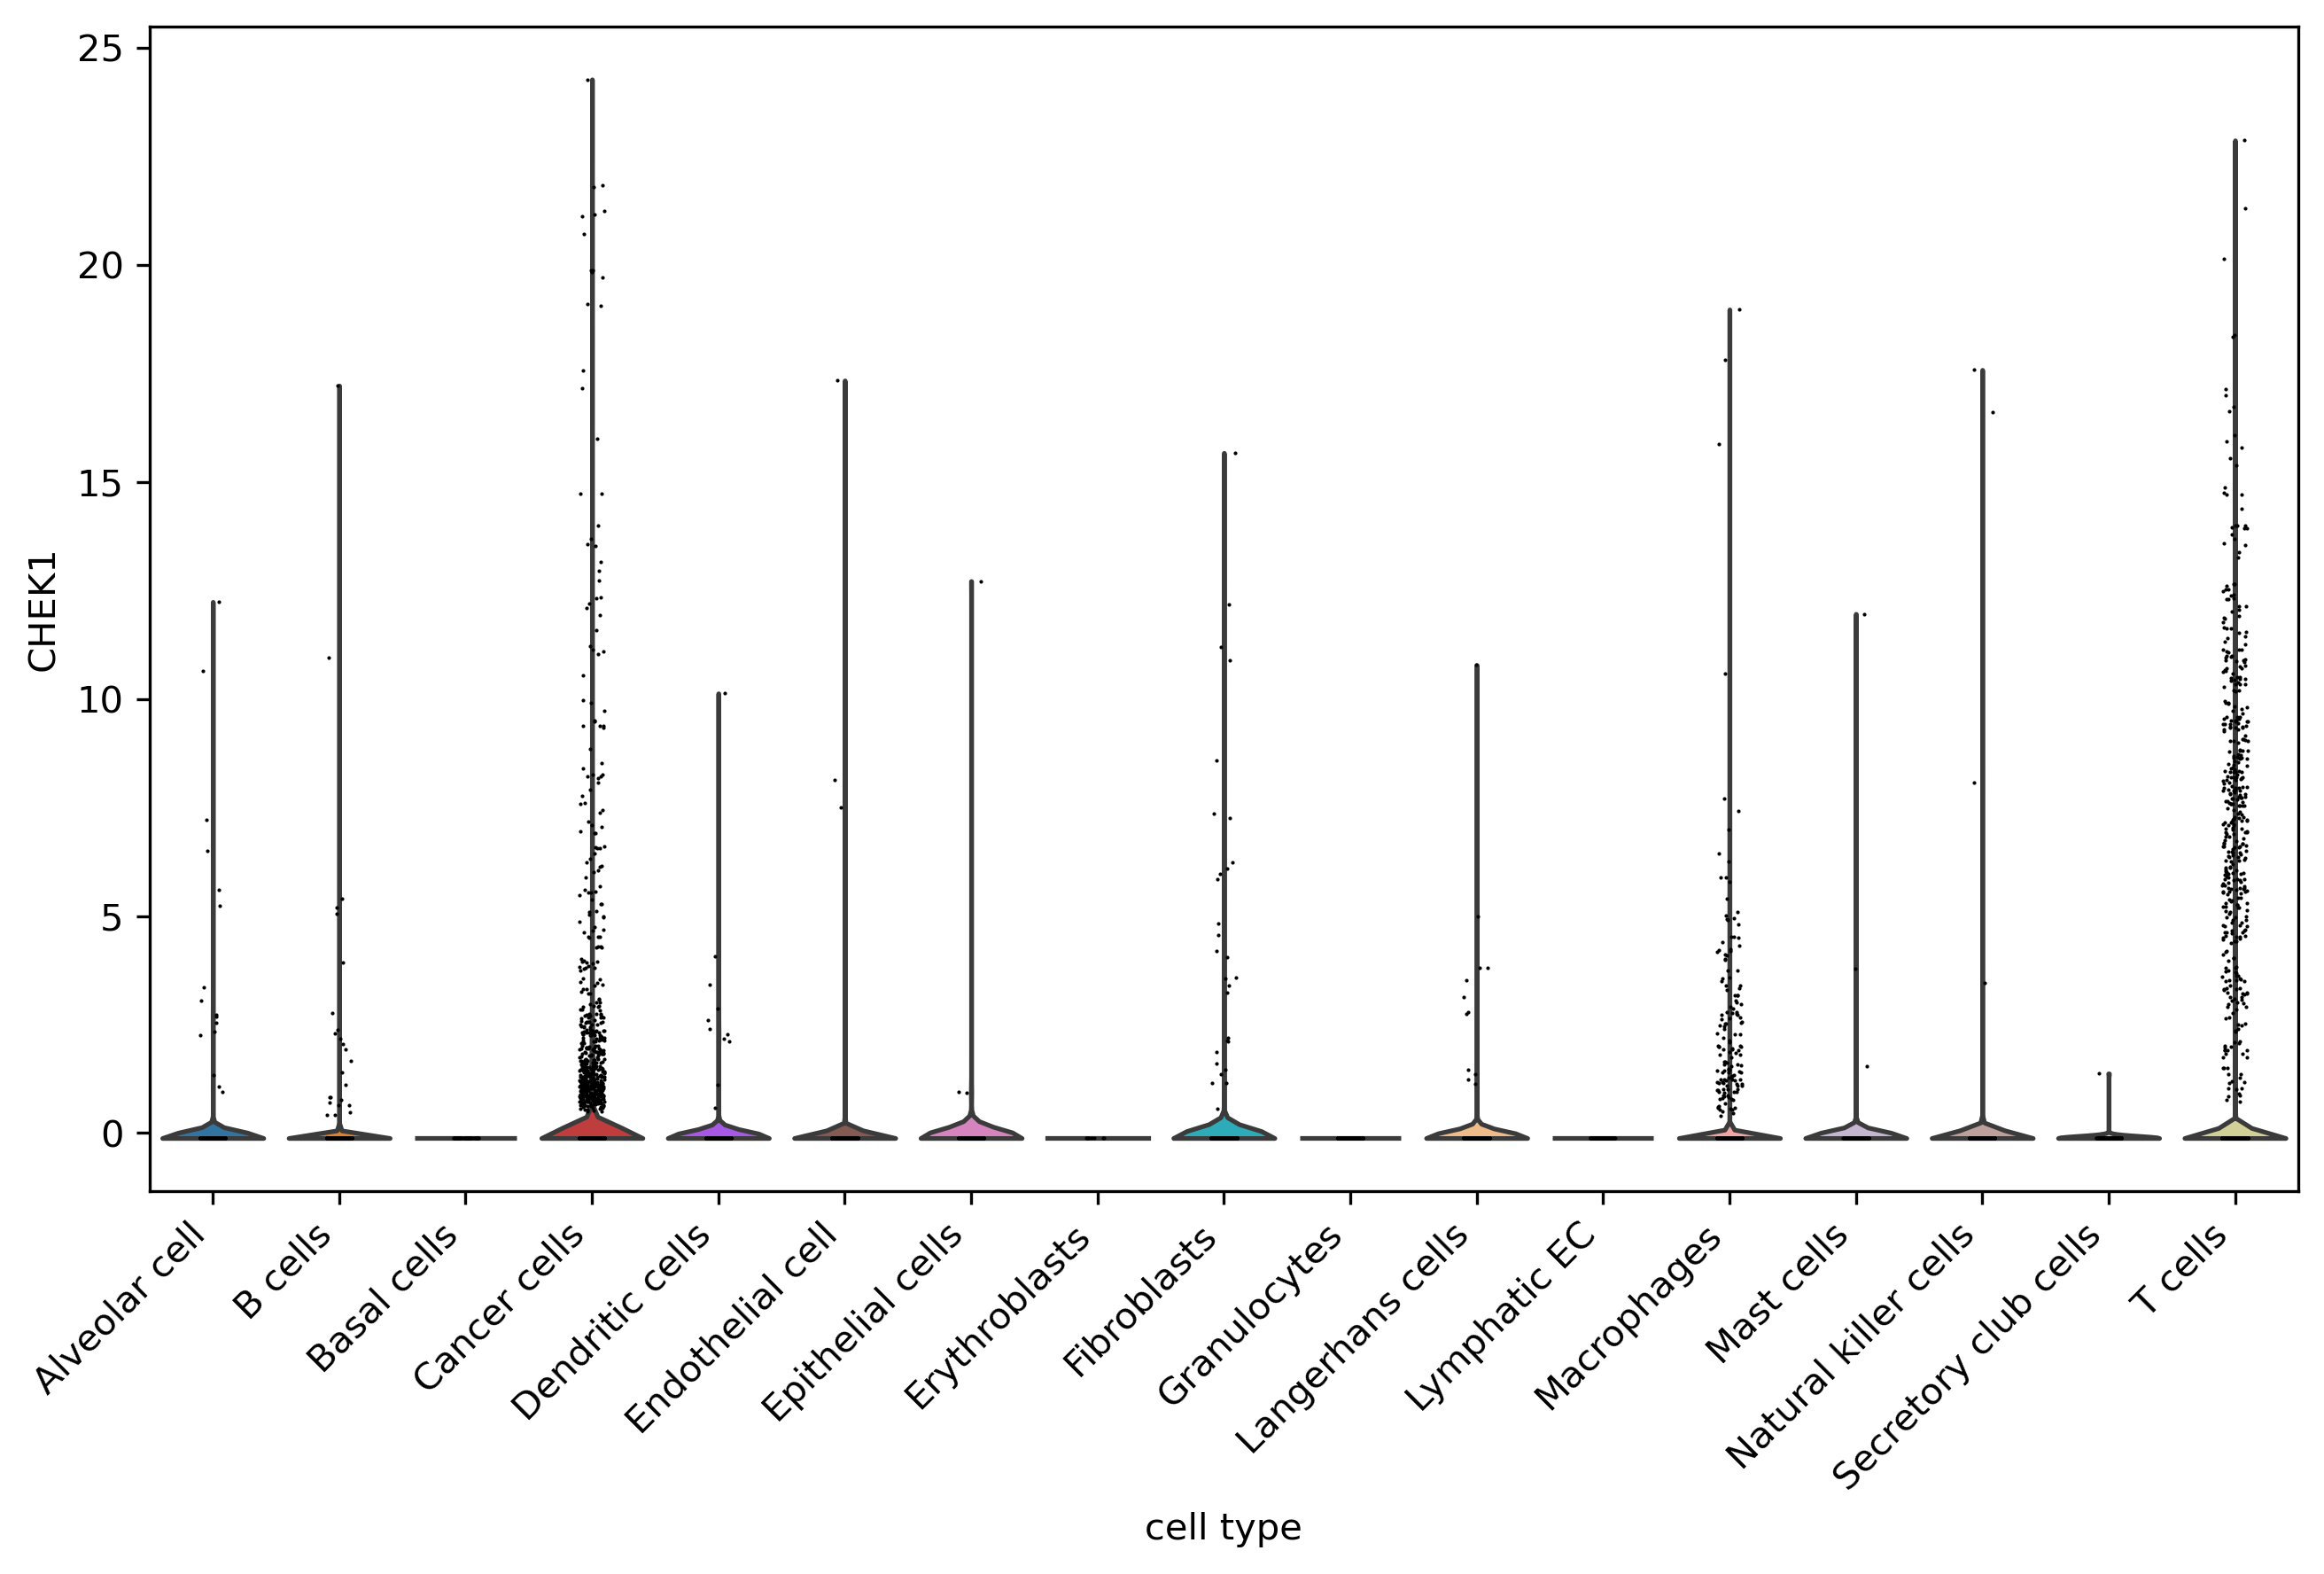 25
20
15
10
5
0
CHEK1
Alveolar cell
B cells
Basal cells
Cancer cells
Dendritic cells
Endothelial cell
Epithelial cells
Erythroblasts
Fibroblasts
Granulocytes
Langerhans cells
Lymphatic EC
Macrophages
Mast cells
Natural killer cells
Secretory club cells
T cells
cell type